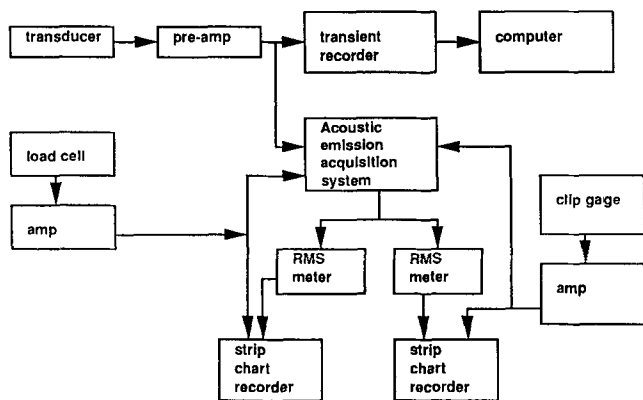 transducer
pre-amp
transient
recorder
computer
Acoustic
emission
acquisition
system
load cell
amp
clip gage
amp
RMS
meter
RMS
meter
strip
chart
recorder
strip
chart
recorder